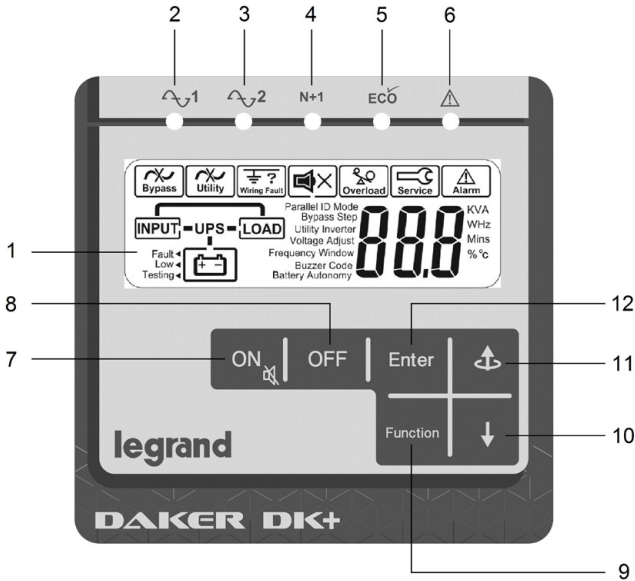 2 3 4 5 6
1 2 N+1 ECO
Bypass Utility Wiring Fault Overload Service Alarm
?
Parallel ID Mode
Bypass Step
Utility Inverter
Voltage Adjust
Frequency Window
Buzzer Code
Battery Autonomy
INPUT UPS LOAD
Fault
Low
Testing
+ -
88.8
KVA
WHz
Mins
% °c
1
8
7
12
11
10
9
ON OFF Enter
Function
legrand
DAKER DK+